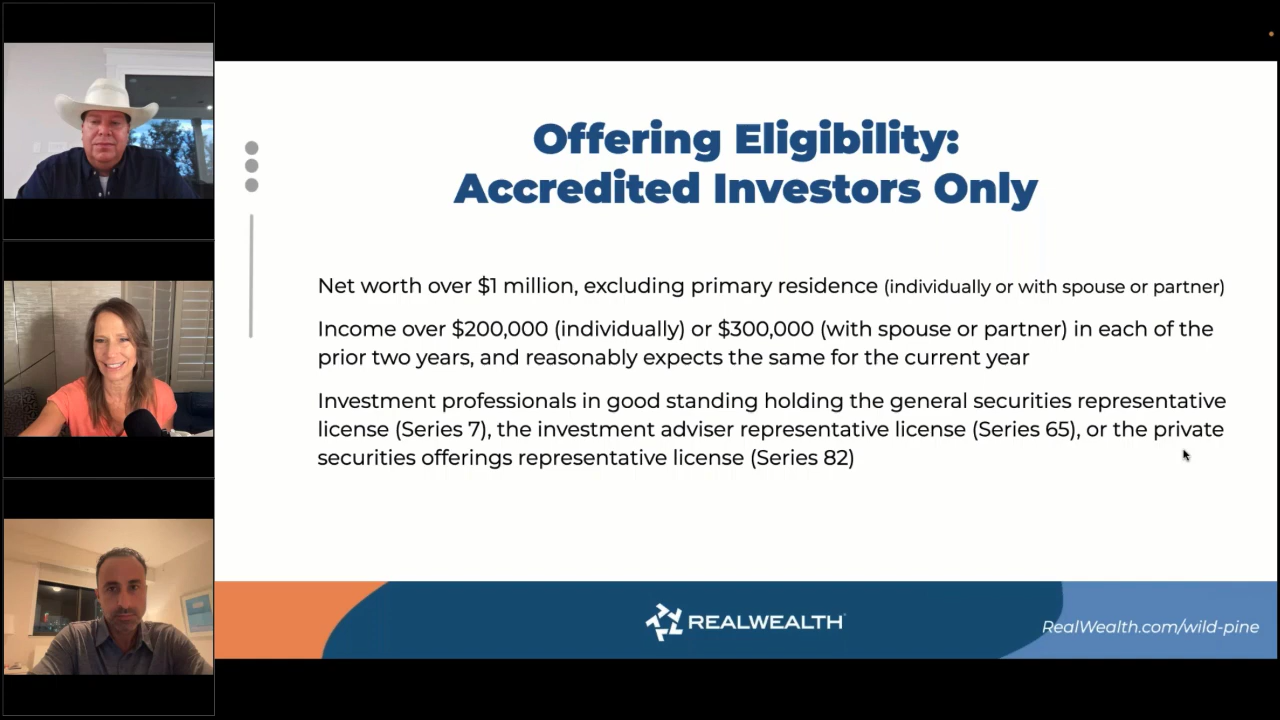 Offering Eligibility:
Accredited Investors Only
Net worth over $1 million, excluding primary residence (individually or with spouse or partner)
Income over $200,000 (individually) or $300,000 (with spouse or partner) in each of the
prior two years, and reasonably expects the same for the current year
Investment professionals in good standing holding the general securities representative
license (Series 7), the investment adviser representative license (Series 65), or the private
securities offerings representative license (Series 82)
REALWEALTH
RealWealth.com/wild-pine